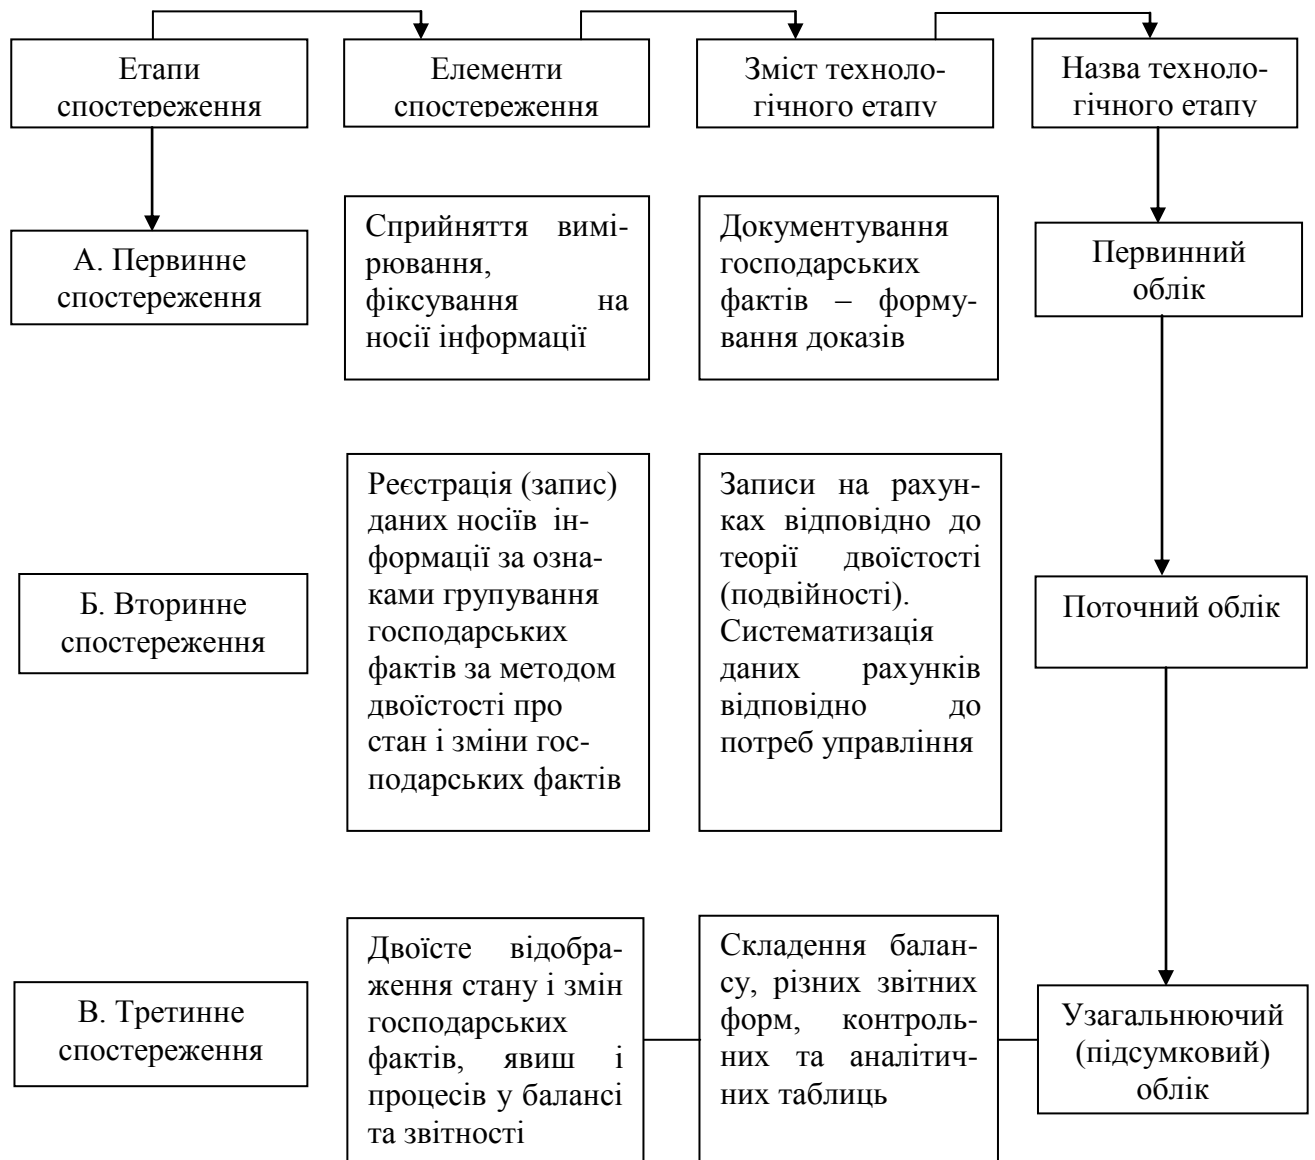 Етапи
спостереження
Елементи
спостереження
Зміст техноло-
гічного етапу
Назва техноло-
гічного етапу
А. Первинне
спостереження
Сприйняття вимі-
рювання,
фіксування на
носії інформації
Документування
господарських
фактів – форму-
вання доказів
Первинний
облік
Б. Вторинне
спостереження
Реєстрація (запис)
даних носіїв ін-
формації за озна-
ками групування
господарських
фактів за методом
двоїстості про
стан і зміни гос-
подарських фактів
Записи на рахун-
ках відповідно до
теорії двоїстості
(подвійності).
Систематизація
даних рахунків
відповідно до
потреб управління
Поточний облік
В. Третинне
спостереження
Двоїсте відобра-
ження стану і змін
господарських
фактів, явиш і
процесів у балансі
та звітності
Складення балан-
су, різних звітних
форм, контроль-
них та аналітич-
них таблиць
Узагальнюючий
(підсумковий)
облік